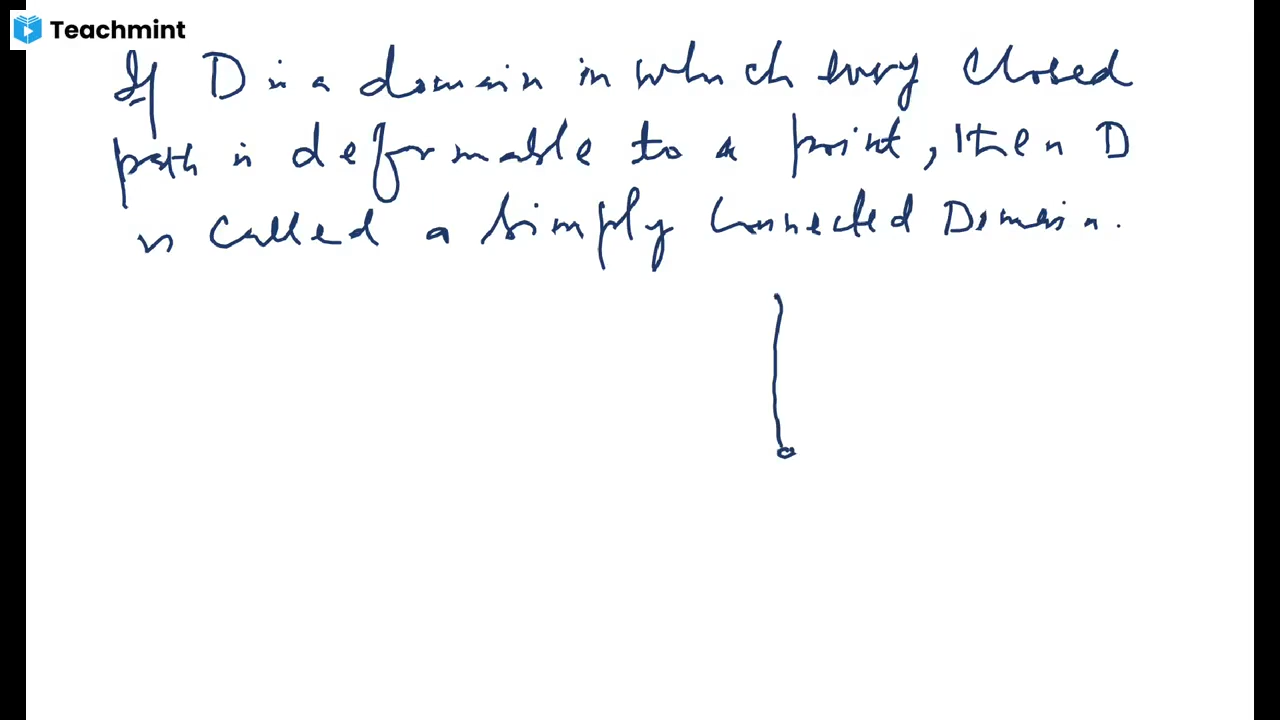 Teachmint
If D is a domain in which every closed
path is deformable to a point, then D
is called a simply connected Domain.